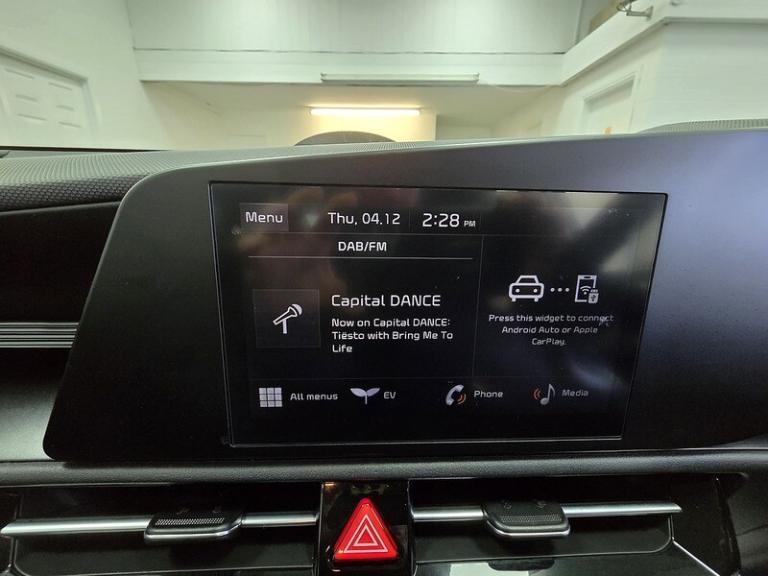 Menu
Thu, 04.12
2:28 PM
DAB/FM
Capital DANCE
Now on Capital DANCE:
Tiësto with Bring Me To
Life
Press this widget to connect
Android Auto or Apple
CarPlay.
All menus
EV
Phone
Media